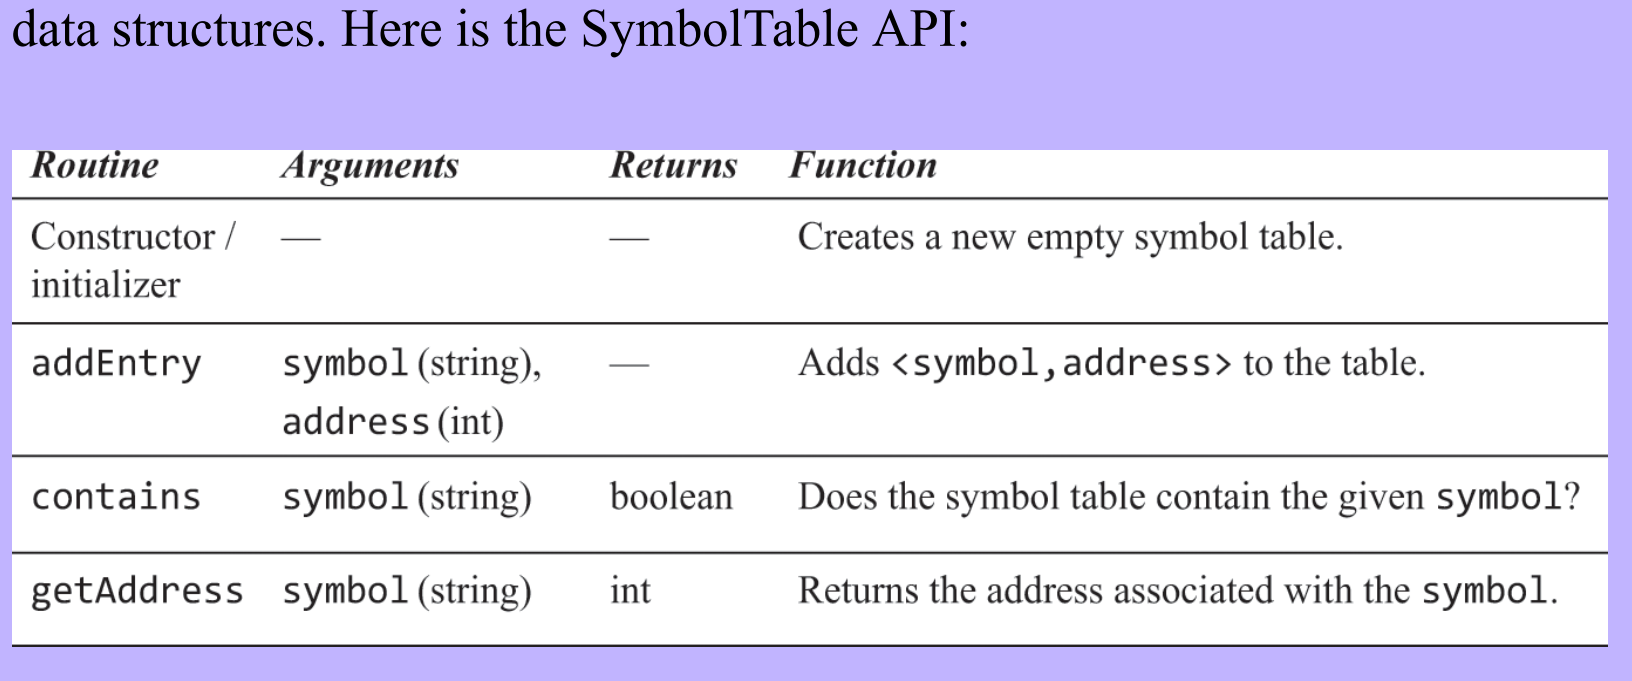 data structures. Here is the SymbolTable API:
Routine Arguments Returns Function
Constructor / — — Creates a new empty symbol table.
initializer
addEntry symbol (string), — Adds <symbol,address> to the table.
address (int)
contains symbol (string) boolean Does the symbol table contain the given symbol?
getAddress symbol (string) int Returns the address associated with the symbol.